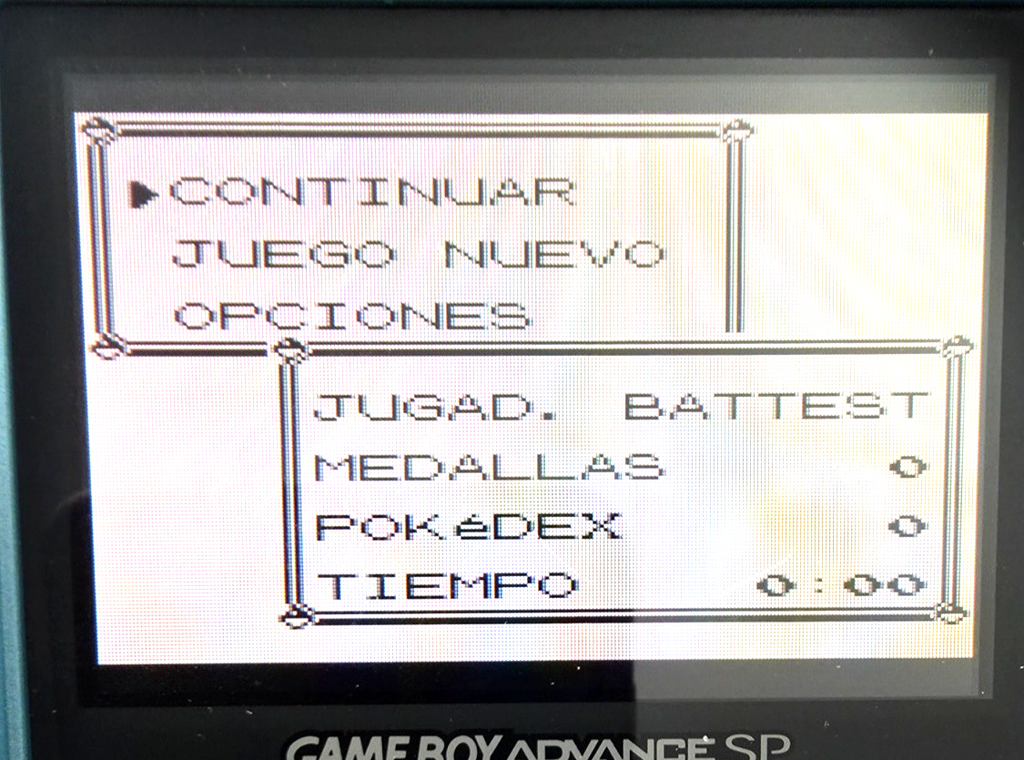 ▶CONTINUAR
JUEGO NUEVO
OPCIONES
JUGAD. BATTEST
MEDALLAS 0
POKéDEX 0
TIEMPO 0:00
GAME BOY ADVANCE SP